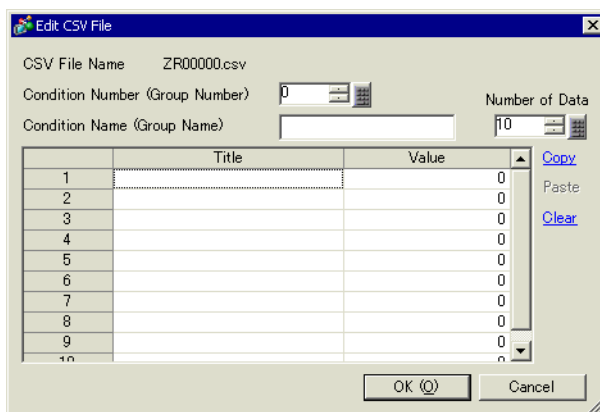 Edit CSV File
CSV File Name ZR00000.csv
Condition Number (Group Number) 0
Number of Data
Condition Name (Group Name) 10
Title Value
Copy
1 0
Paste
2 0
Clear
3 0
4 0
5 0
6 0
7 0
8 0
9 0
10 0
OK (O) Cancel